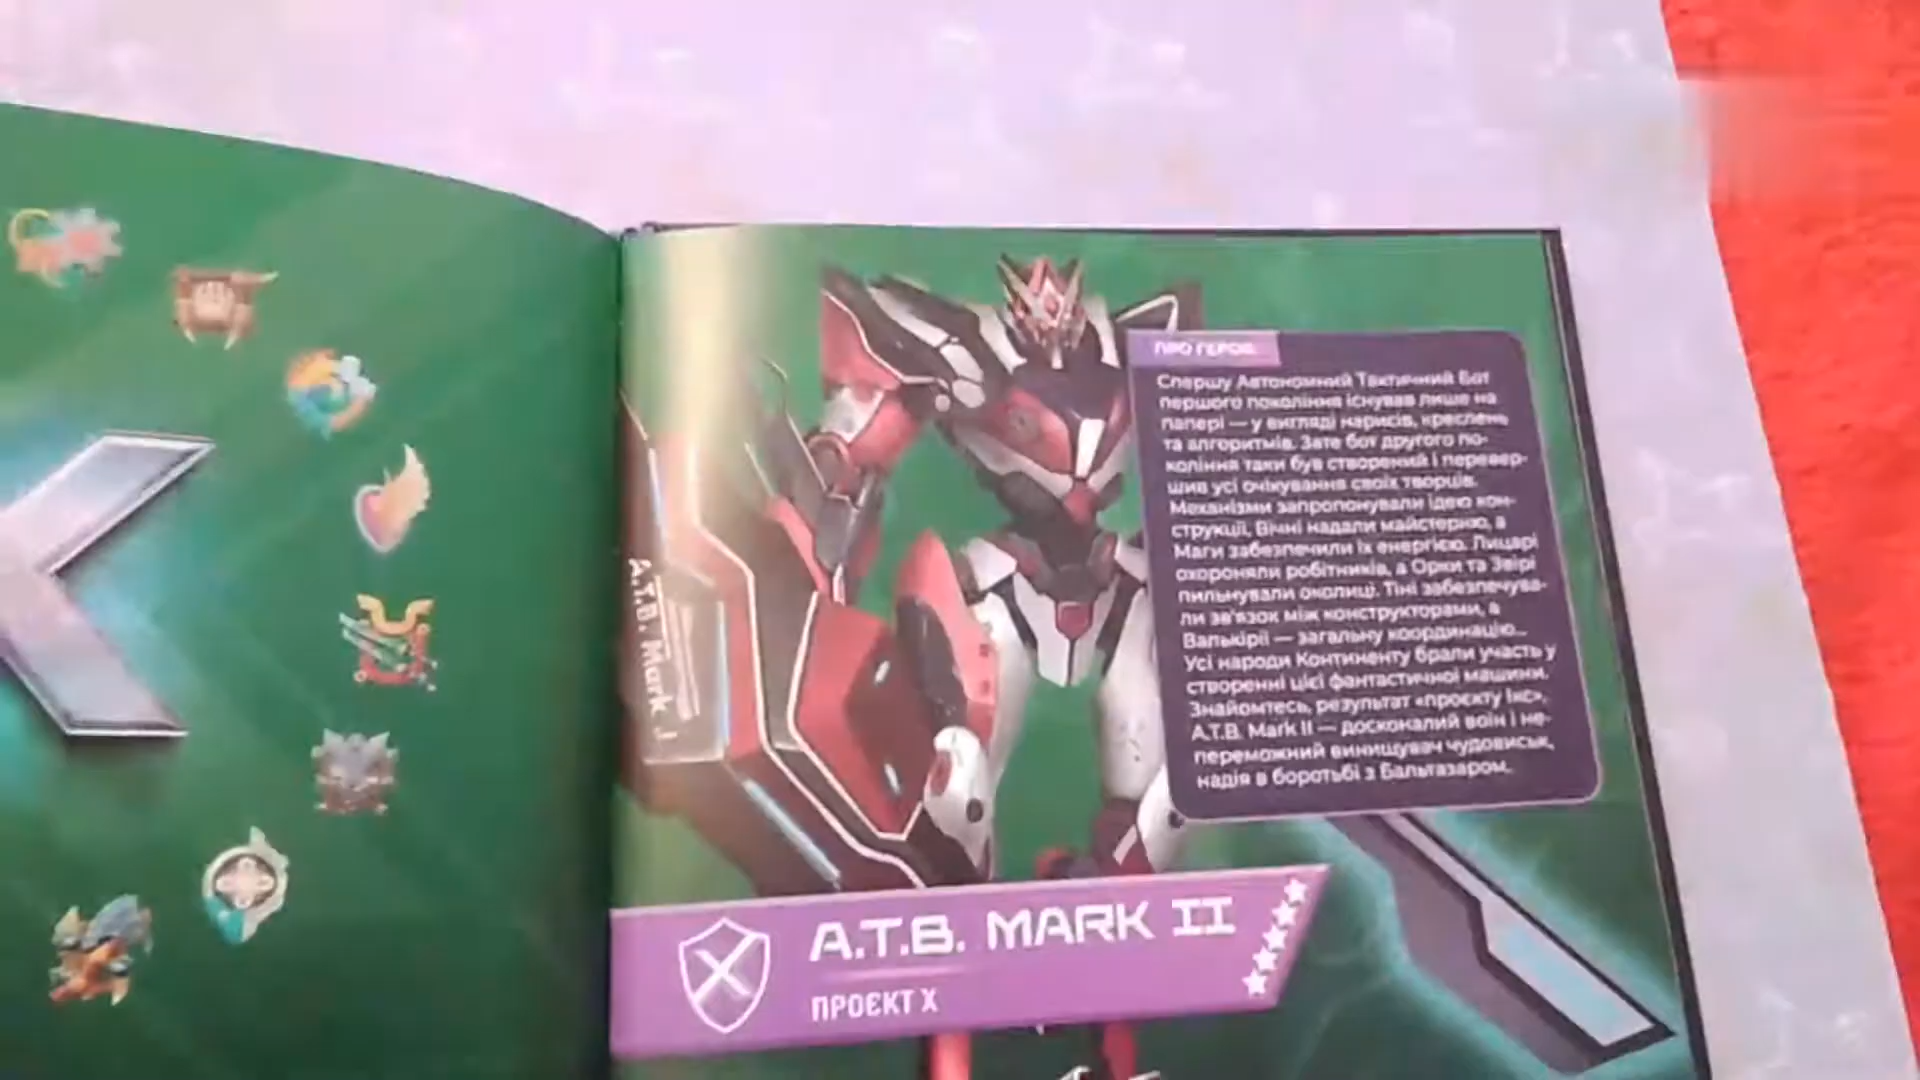 ПРО ГЕРОЯ:
Спершу Автономний Тактичний Бот
першого покоління існував лише на
папері — у вигляді нарисів, креслень
та алгоритмів. Зате бот другого по-
коління таки був створений і перевер-
шив усі очікування своїх творців.
Механізми запропонували ідею кон-
струкції, Вічні надали майстерню, а
Маги забезпечили їх енергією. Лицарі
охороняли робітників, а Орки та Звірі
пильнували околиці. Тіні забезпечува-
ли зв'язок між конструкторами, а
Валькірії — загальну координацію...
Усі народи Континенту брали участь у
створенні цієї фантастичної машини.
Знайомтесь, результат «проєкту Ікс»,
A.T.B. Mark II — досконалий воїн і не-
переможний винищувач чудовиськ,
надія в боротьбі з Бальтазаром.
A.T.B. Mark I
A.T.B. MARK II
ПРОЄКТ X